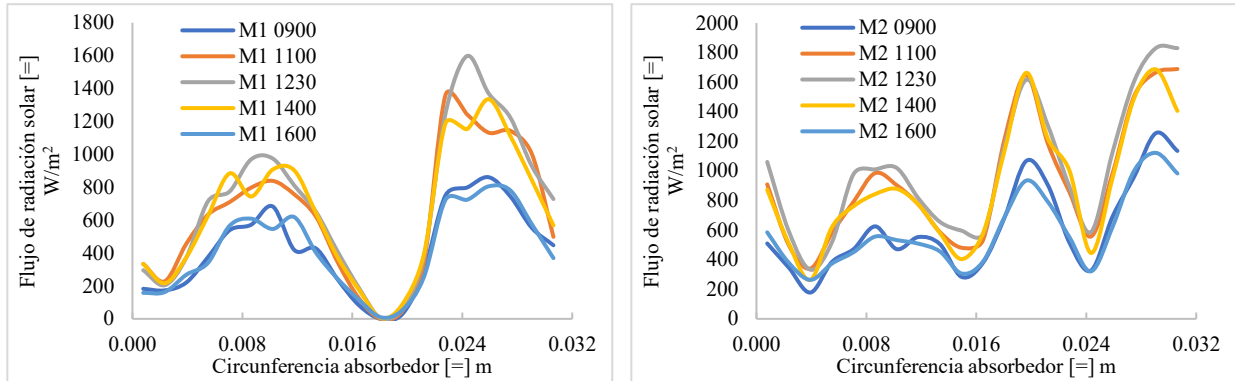 Flujo de radiación solar [=]
W/m²
1800
1600
1400
1200
1000
800
600
400
200
0
M1 0900
M1 1100
M1 1230
M1 1400
M1 1600
0.000
0.008
0.016
0.024
0.032
Circunferencia absorbedor [=] m
Flujo de radiación solar [=]
W/m²
2000
1800
1600
1400
1200
1000
800
600
400
200
0
M2 0900
M2 1100
M2 1230
M2 1400
M2 1600
0.000
0.008
0.016
0.024
0.032
Circunferencia absorbedor [=] m